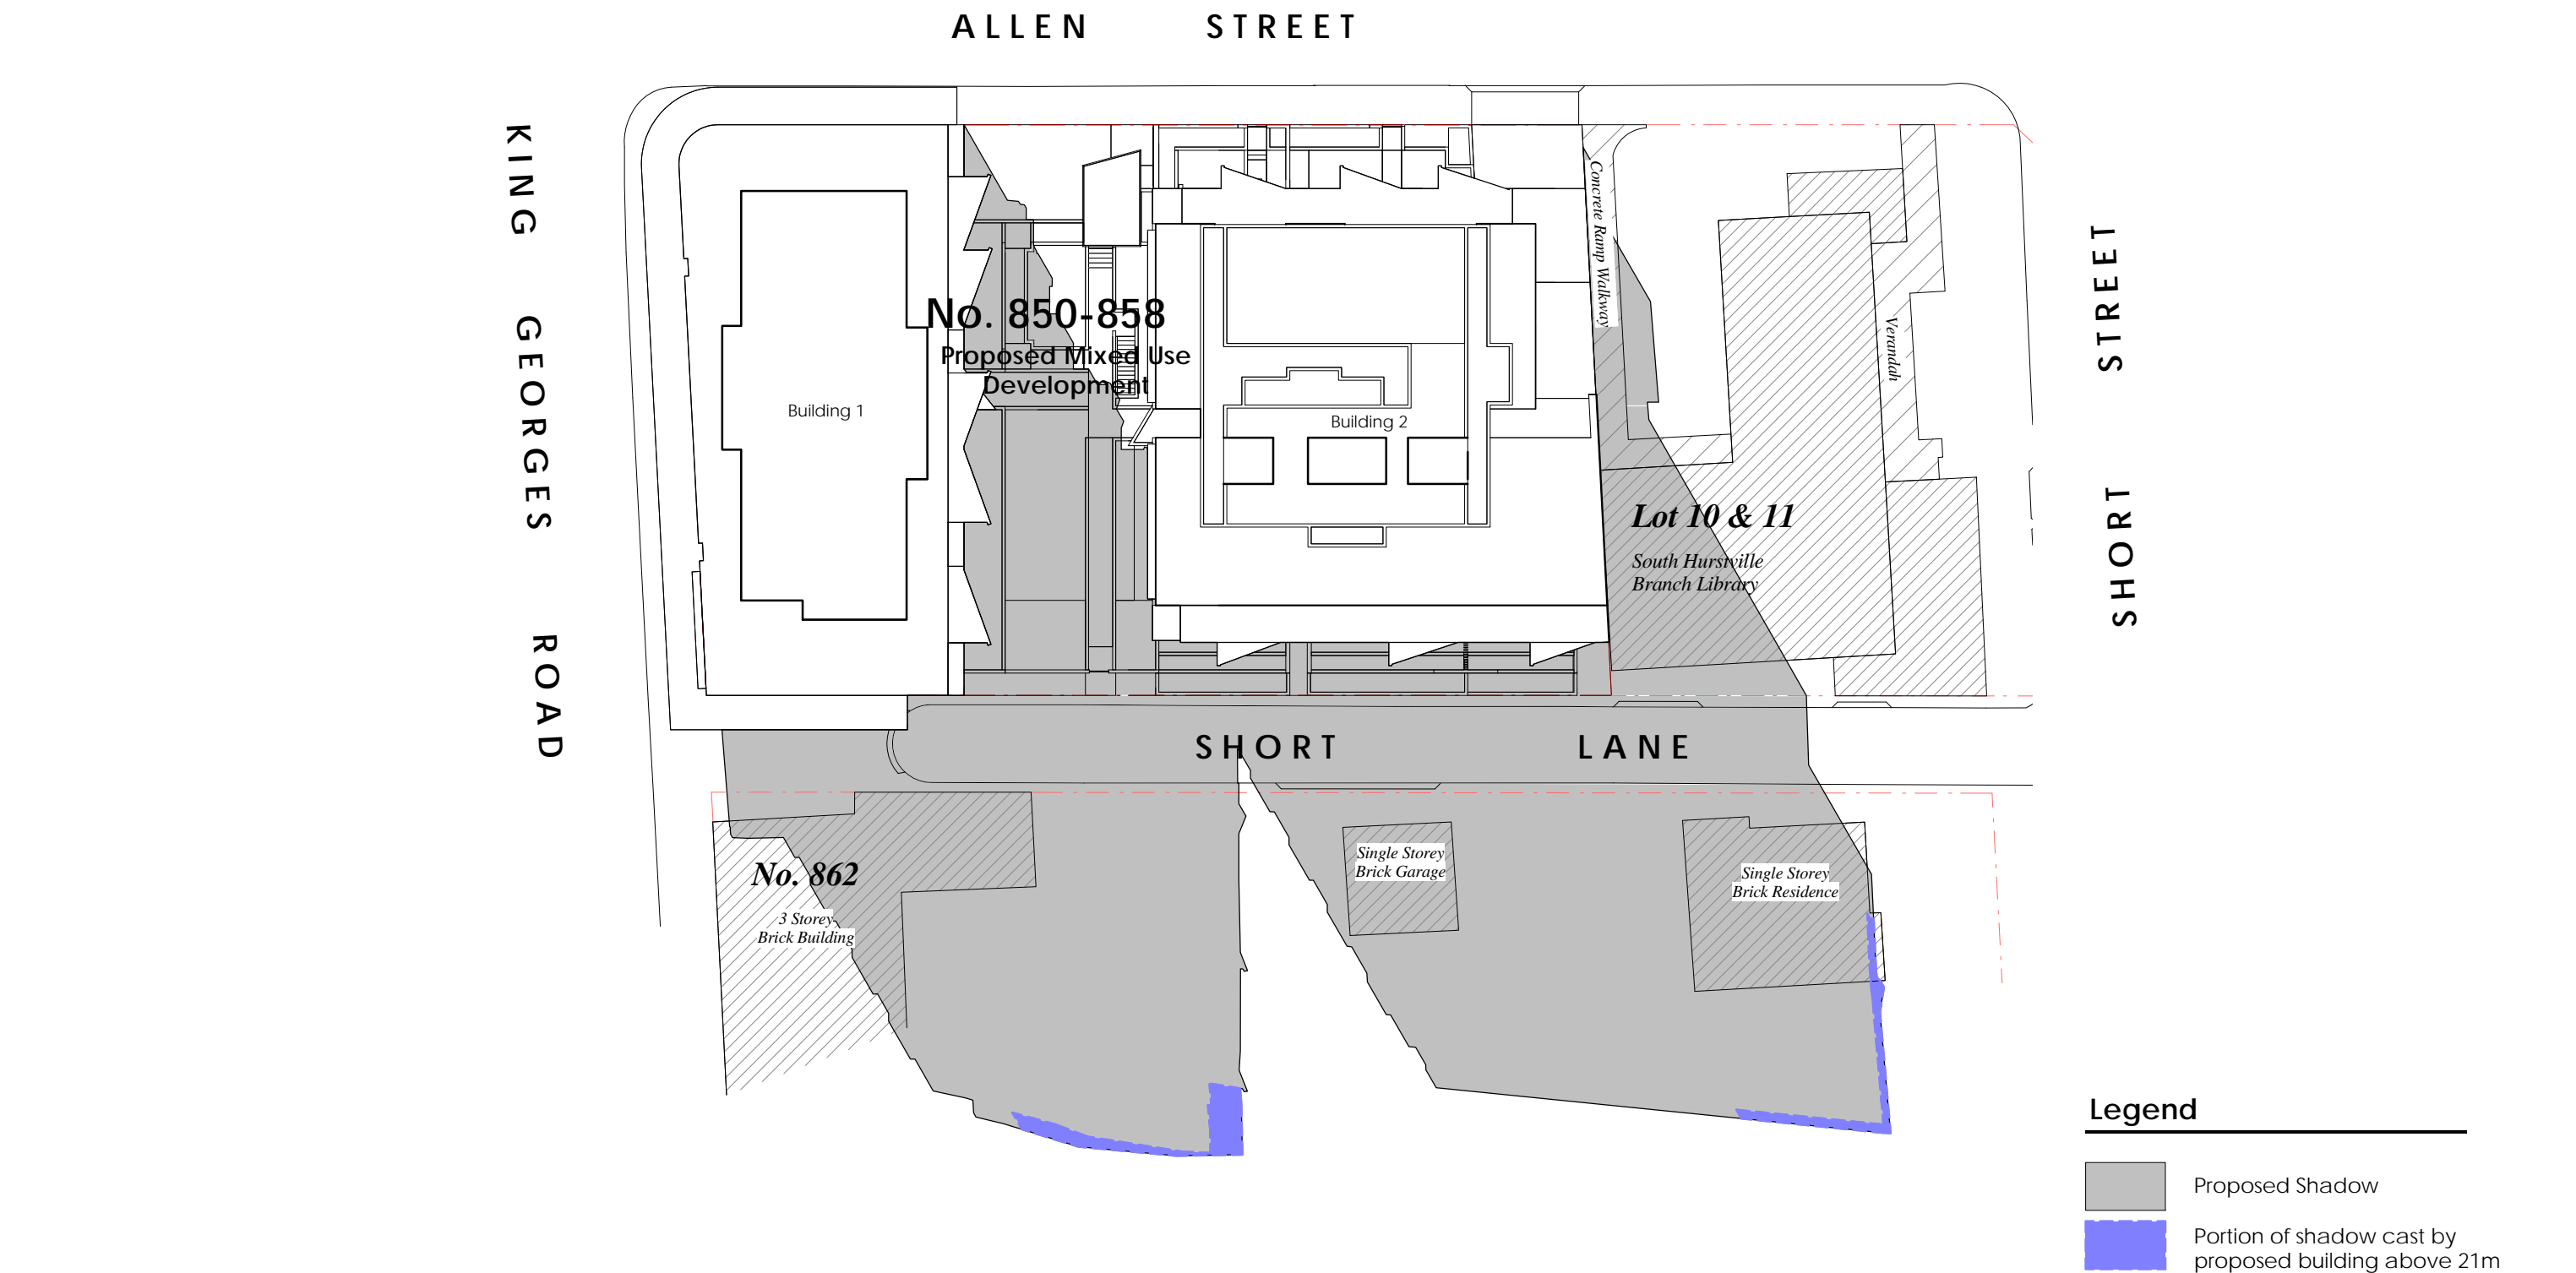 ALLEN STREET
KING GEORGES ROAD
Concrete Ramp Walkway
No. 850-858
Proposed Mixed Use
Development
Building 1
Building 2
Verandah
SHORT STREET
Lot 10 & 11
South Hurstville
Branch Library
SHORT LANE
No. 862
3 Storey
Brick Building
Single Storey
Brick Garage
Single Storey
Brick Residence
Legend
Proposed Shadow
Portion of shadow cast by
proposed building above 21m